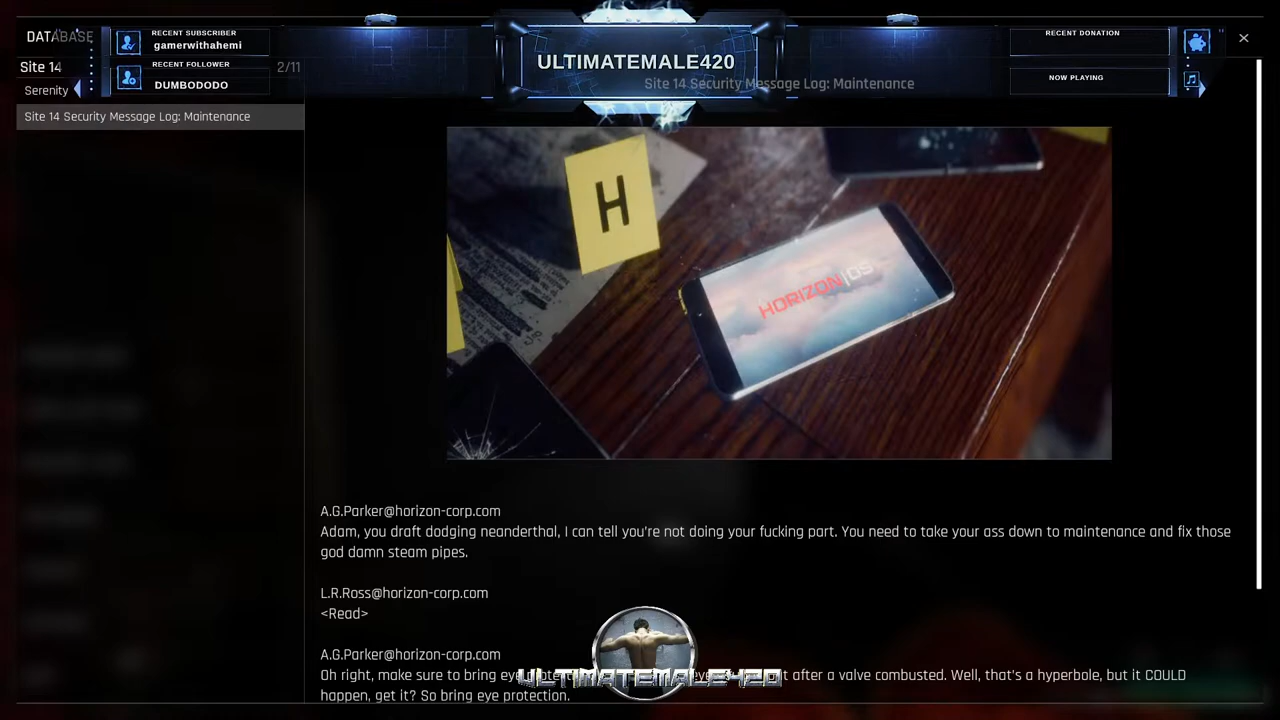 DATABASE
RECENT SUBSCRIBER
gamerwithahemi
Site 14
RECENT FOLLOWER
2/11
Serenity
DUMBODODO
ULTIMATEMALE420
RECENT DONATION
NOW PLAYING
Site 14 Security Message Log: Maintenance
Site 14 Security Message Log: Maintenance
H
HORIZON|OS
A.G.Parker@horizon-corp.com
Adam, you draft dodging neanderthal, I can tell you're not doing your fucking part. You need to take your ass down to maintenance and fix those
god damn steam pipes.
L.R.Ross@horizon-corp.com
<Read>
A.G.Parker@horizon-corp.com
Oh right, make sure to bring eye after a valve combusted. Well, that's a hyperbole, but it COULD
happen, get it? So bring eye protection.
ULTIMATEMALE420